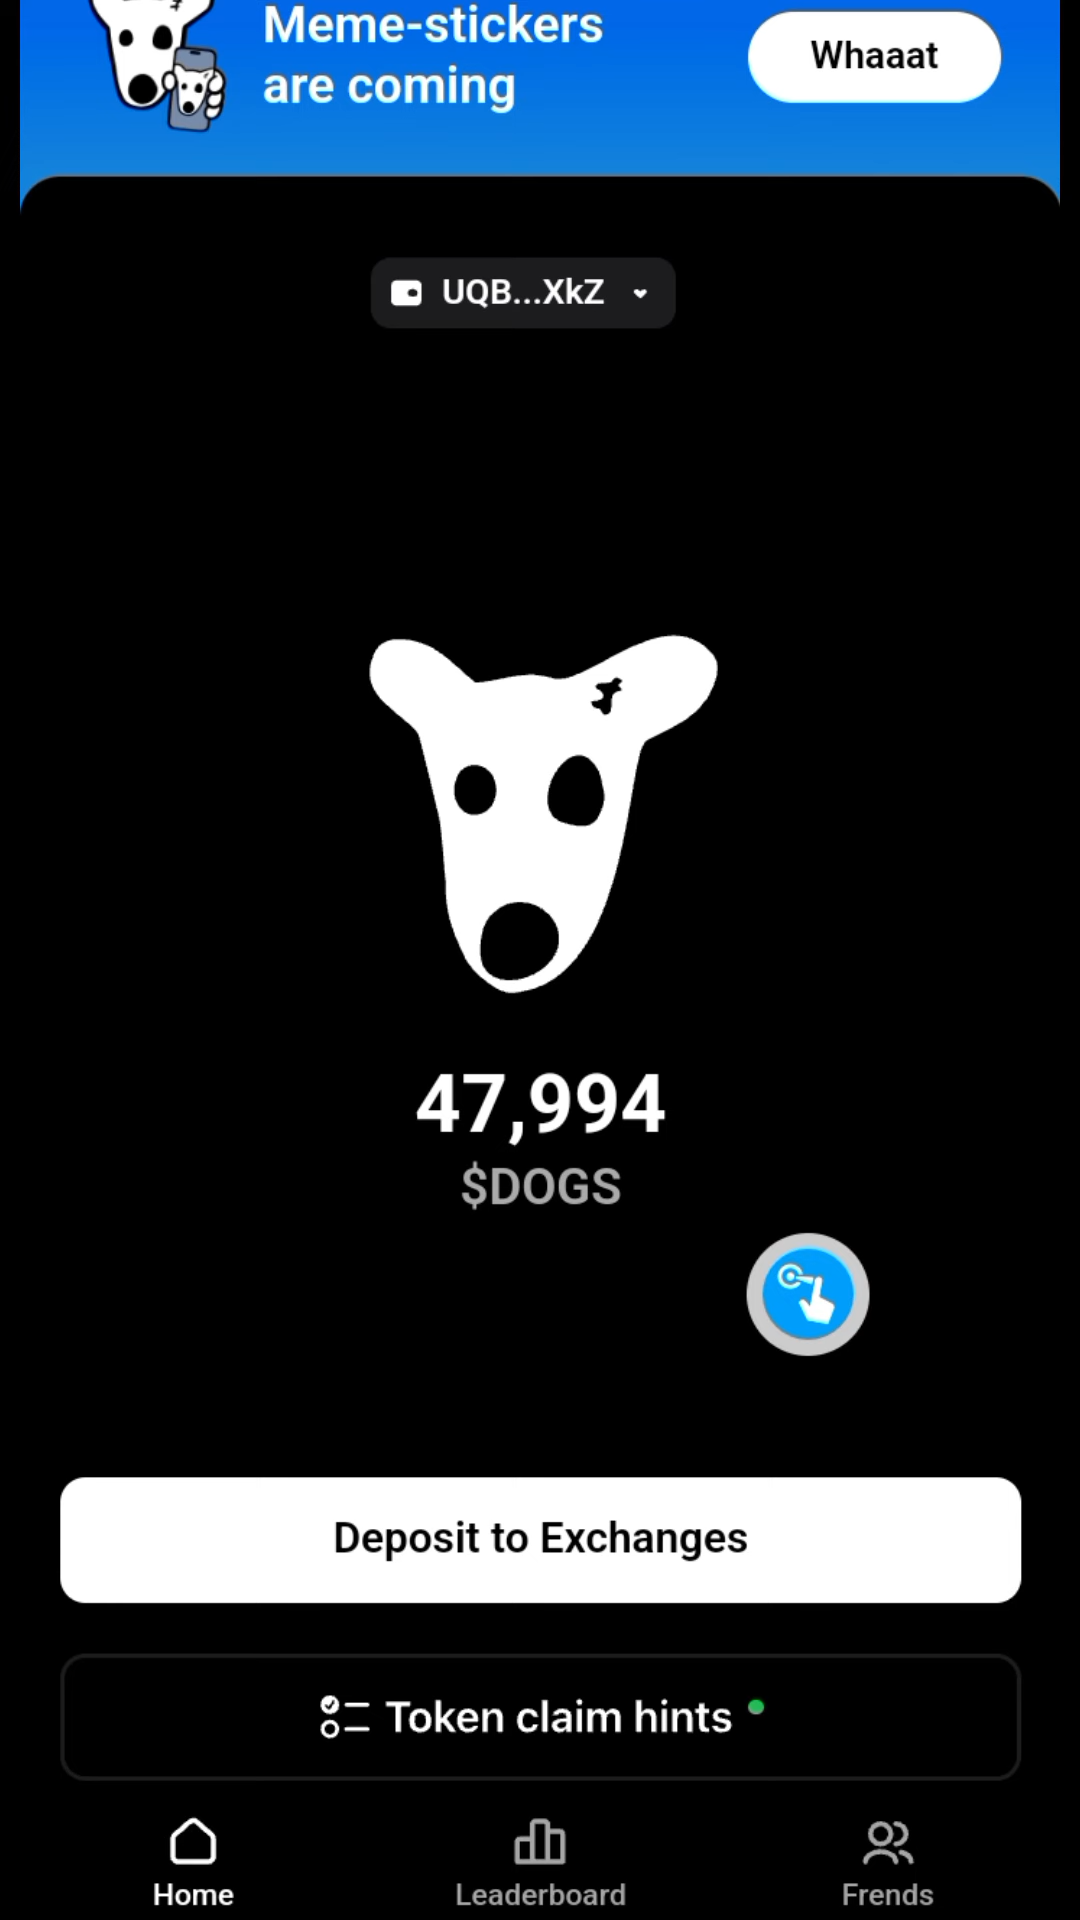 Meme-stickers
are coming
Whaaat
UQB...XkZ
47,994
$DOGS
Deposit to Exchanges
Token claim hints
Home
Leaderboard
Frends